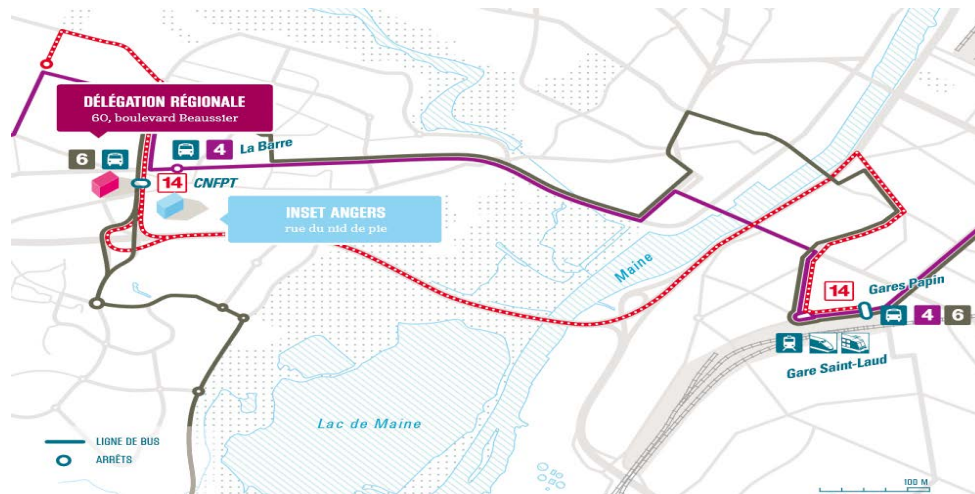 DÉLÉGATION RÉGIONALE
60, boulevard Beaussier
6
4
La Barre
14
CNFPT
INSET ANGERS
rue du nid de pie
Maine
14
Gares Papin
4
6
Gare Saint-Laud
Lac de Maine
LIGNE DE BUS
ARRÊTS
100 M